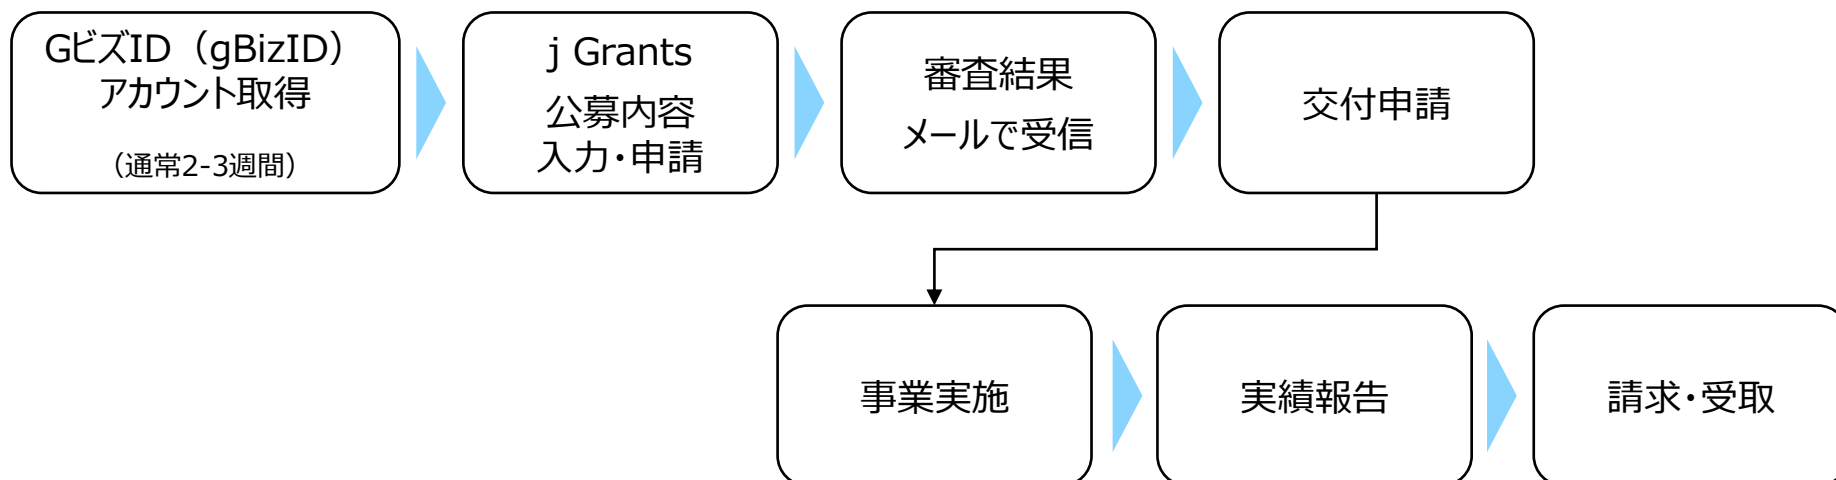 GビズID（gBizID）
アカウント取得
（通常2-3週間）
j Grants
公募内容
入力・申請
審査結果
メールで受信
交付申請
事業実施
実績報告
請求・受取